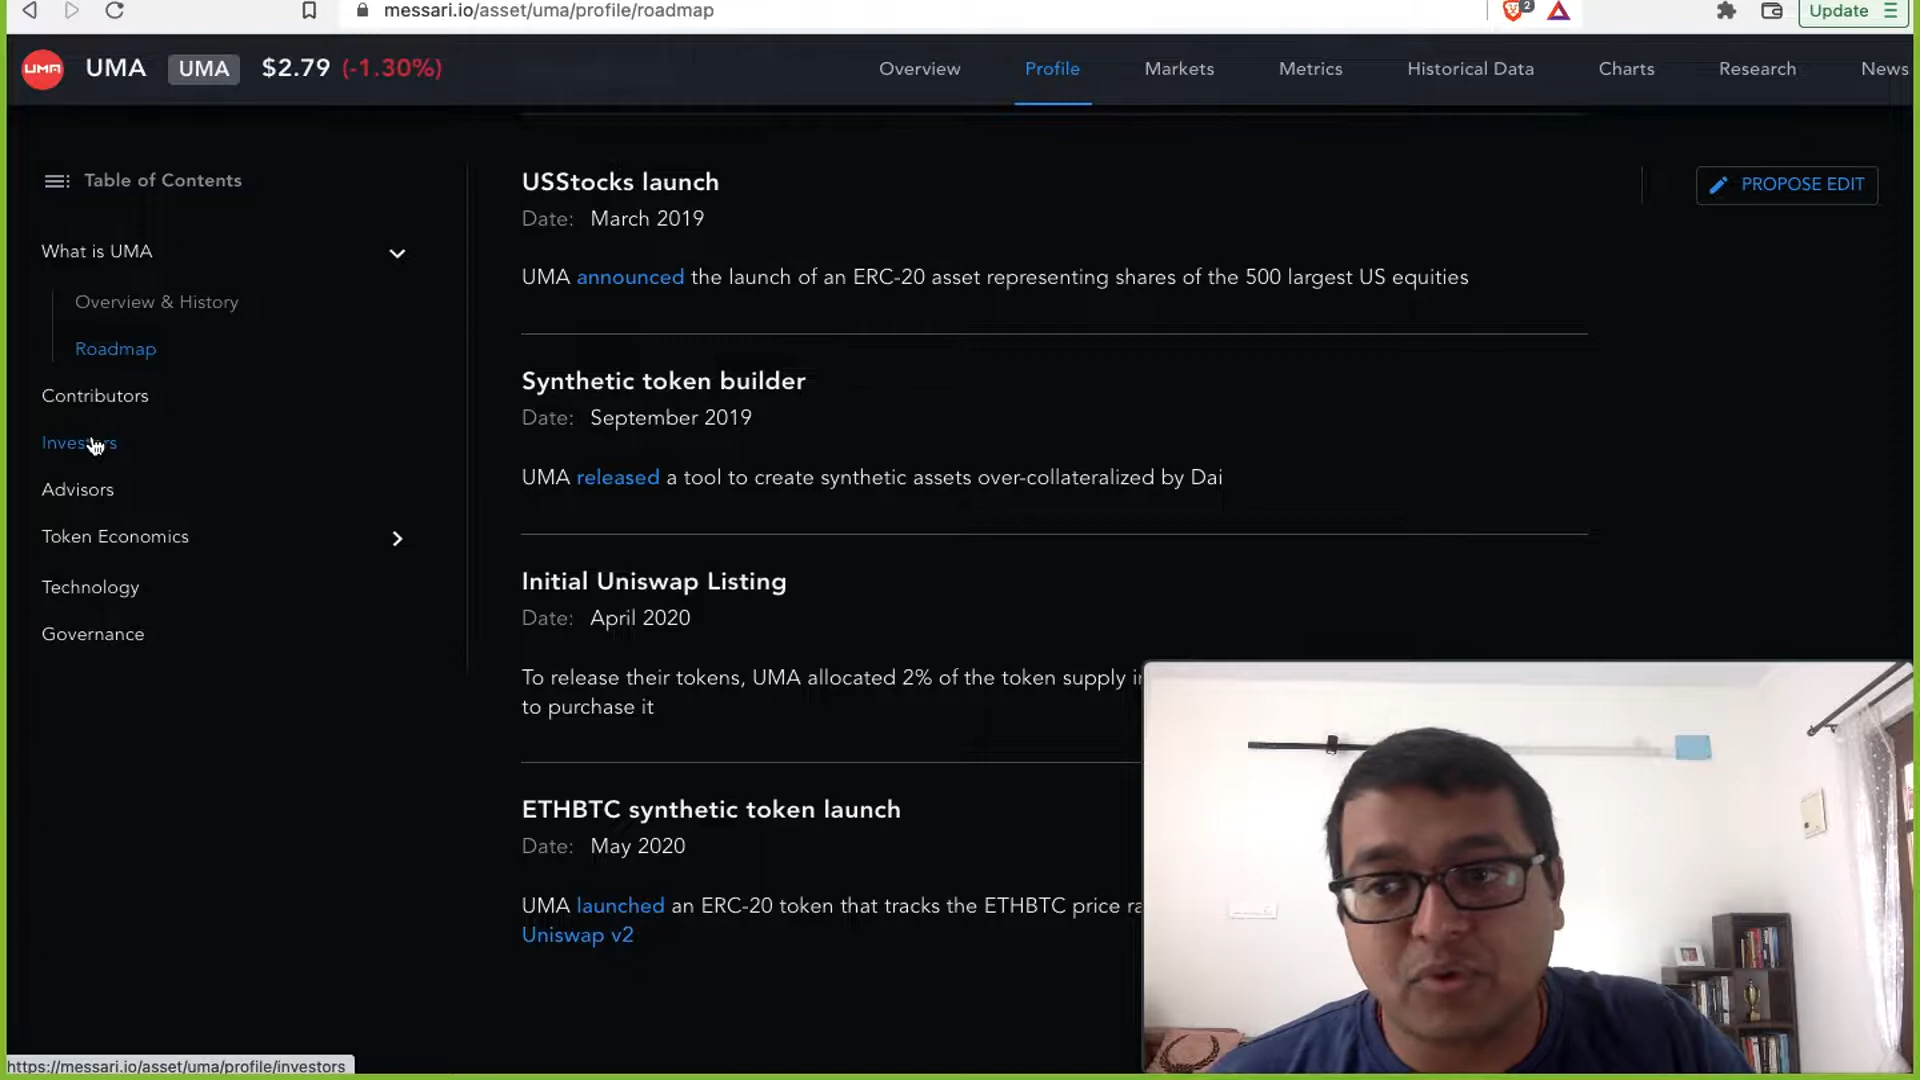 messari.io/asset/uma/profile/roadmap
2
Update
UMA
UMA
UMA
$2.79
(-1.30%)
Overview
Profile
Markets
Metrics
Historical Data
Charts
Research
News
Table of Contents
What is UMA
Overview & History
Roadmap
Contributors
Investors
Advisors
Token Economics
Technology
Governance
USStocks launch
Date: March 2019
UMA announced the launch of an ERC-20 asset representing shares of the 500 largest US equities
PROPOSE EDIT
Synthetic token builder
Date: September 2019
UMA released a tool to create synthetic assets over-collateralized by Dai
Initial Uniswap Listing
Date: April 2020
To release their tokens, UMA allocated 2% of the token supply
to purchase it
ETHBTC synthetic token launch
Date: May 2020
UMA launched an ERC-20 token that tracks the ETHBTC price
Uniswap v2
https://messari.io/asset/uma/profile/investors